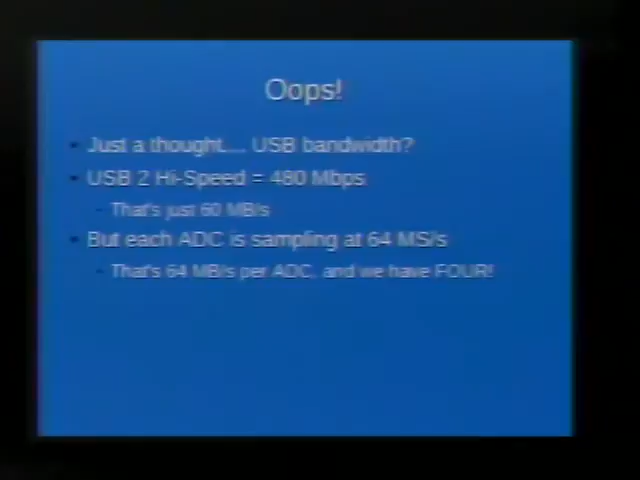 Oops!
Just a thought... USB bandwidth?
USB 2 Hi-Speed = 480 Mbps
That's just 60 MB/s
But each ADC is sampling at 64 MS/s
That's 64 MB/s per ADC, and we have FOUR!